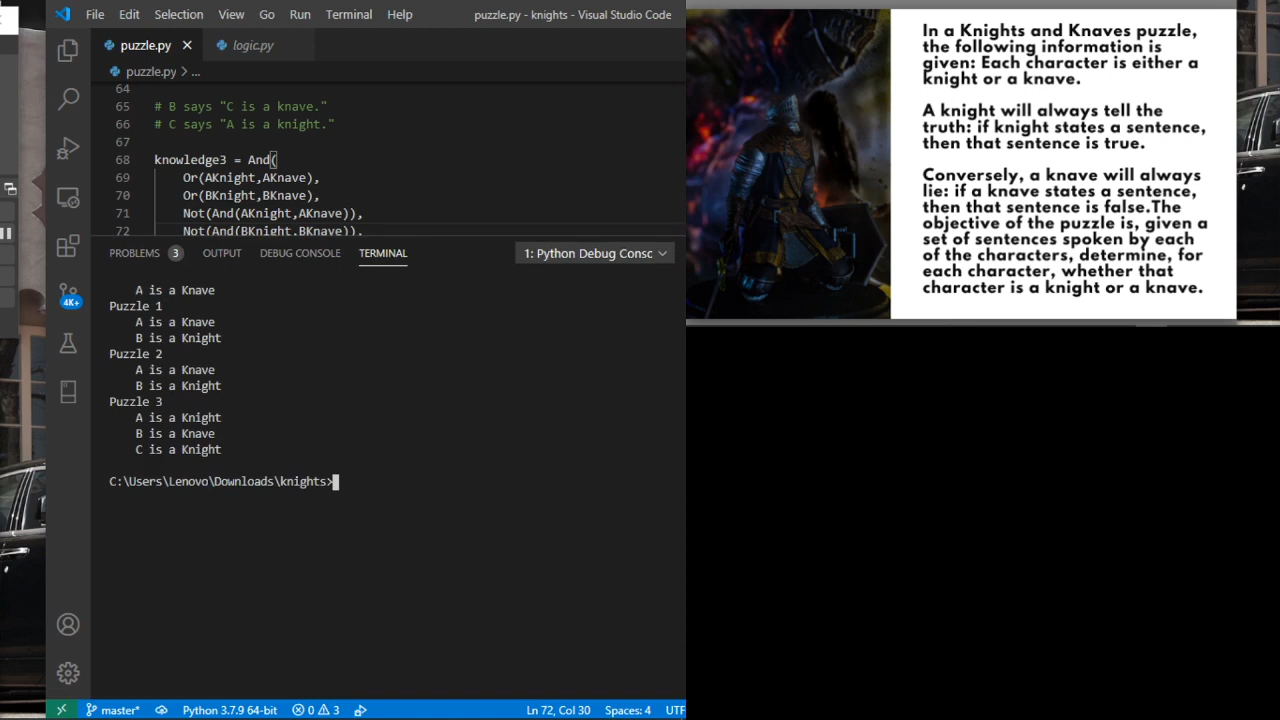 File Edit Selection View Go Run Terminal Help puzzle.py - knights - Visual Studio Code
puzzle.py logic.py
puzzle.py > ...
64
65 # B says "C is a knave."
66 # C says "A is a knight."
67
68 knowledge3 = And(
69 Or(AKnight,AKnave),
70 Or(BKnight,BKnave),
71 Not(And(AKnight,AKnave)),
72 Not(And(BKnight,BKnave)),
PROBLEMS 3 OUTPUT DEBUG CONSOLE TERMINAL 1: Python Debug Consc
A is a Knave
Puzzle 1
A is a Knave
B is a Knight
Puzzle 2
A is a Knave
B is a Knight
Puzzle 3
A is a Knight
B is a Knave
C is a Knight
C:\Users\Lenovo\Downloads\knights>
4K+
master* Python 3.7.9 64-bit 0 3 Ln 72, Col 30 Spaces: 4 UTF
In a Knights and Knaves puzzle,
the following information is
given: Each character is either a
knight or a knave.
A knight will always tell the
truth: if knight states a sentence,
then that sentence is true.
Conversely, a knave will always
lie: if a knave states a sentence,
then that sentence is false.The
objective of the puzzle is, given a
set of sentences spoken by each
of the characters, determine, for
each character, whether that
character is a knight or a knave.